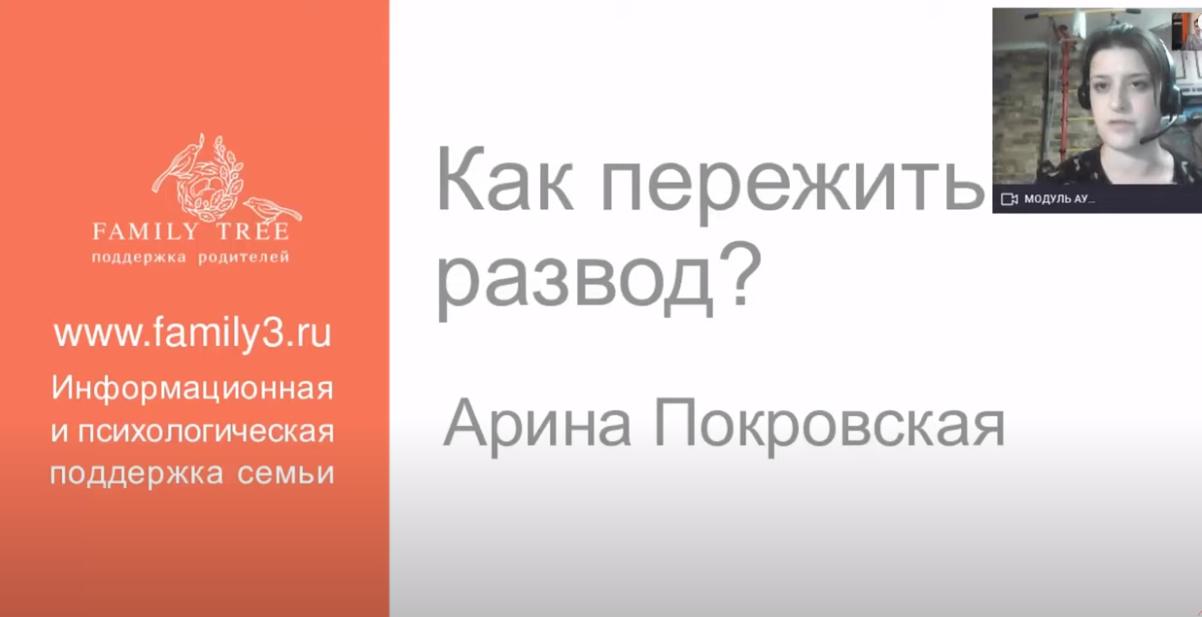 FAMILY TREE
поддержка родителей
www.family3.ru
Информационная
и психологическая
поддержка семьи
Как пережить
развод?
Арина Покровская
МОДУЛЬ АУ...